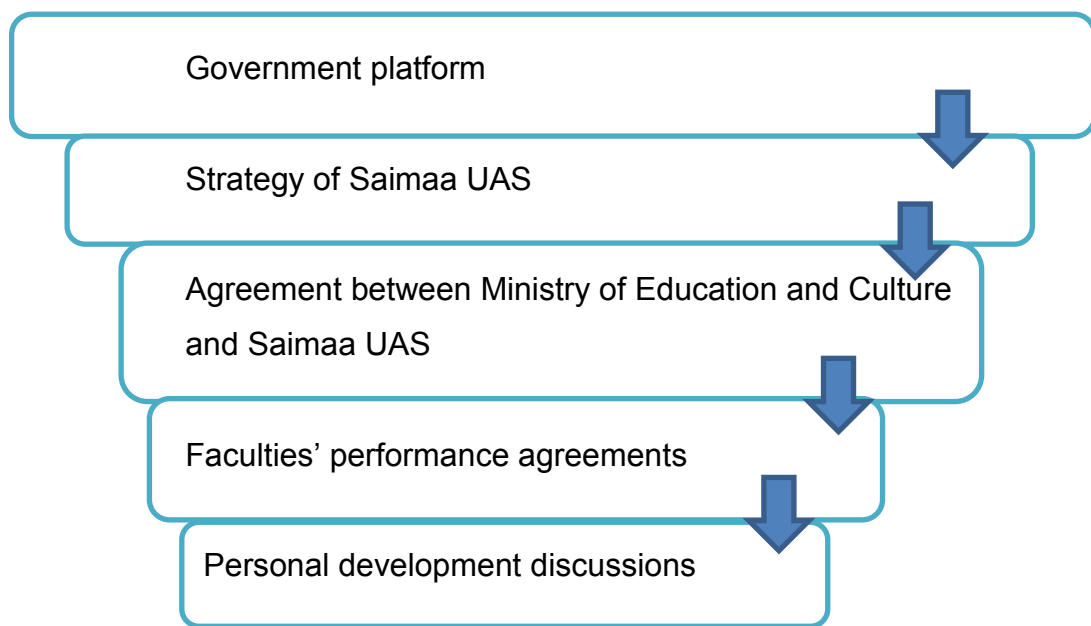 Government platform
Strategy of Saimaa UAS
Agreement between Ministry of Education and Culture
and Saimaa UAS
Faculties’ performance agreements
Personal development discussions